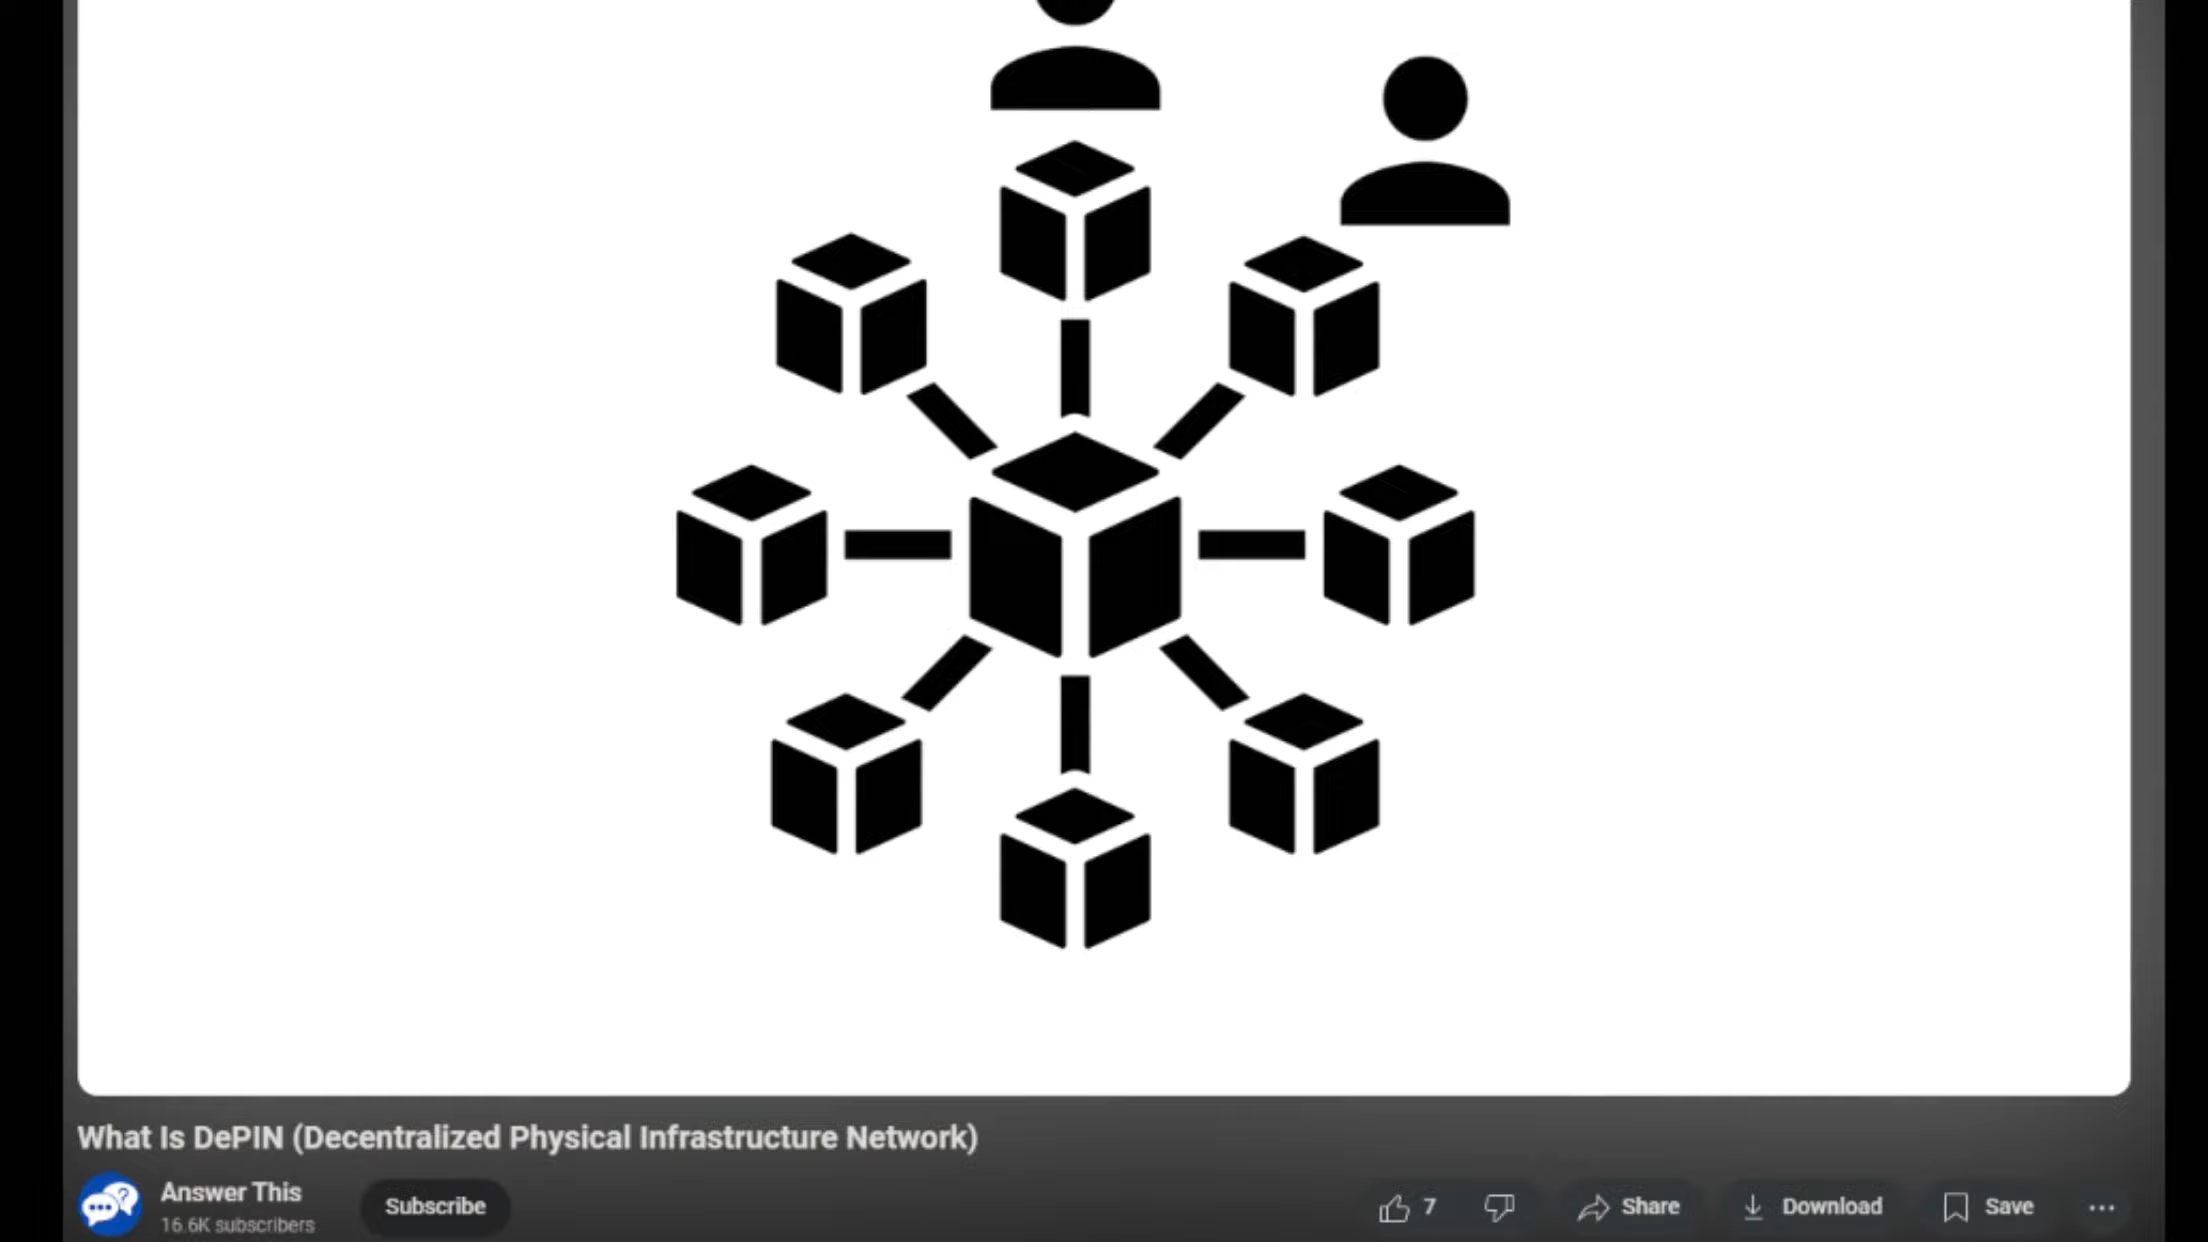 What Is DePIN (Decentralized Physical Infrastructure Network)
Answer This
16.6K subscribers
Subscribe
7
Share
Download
Save